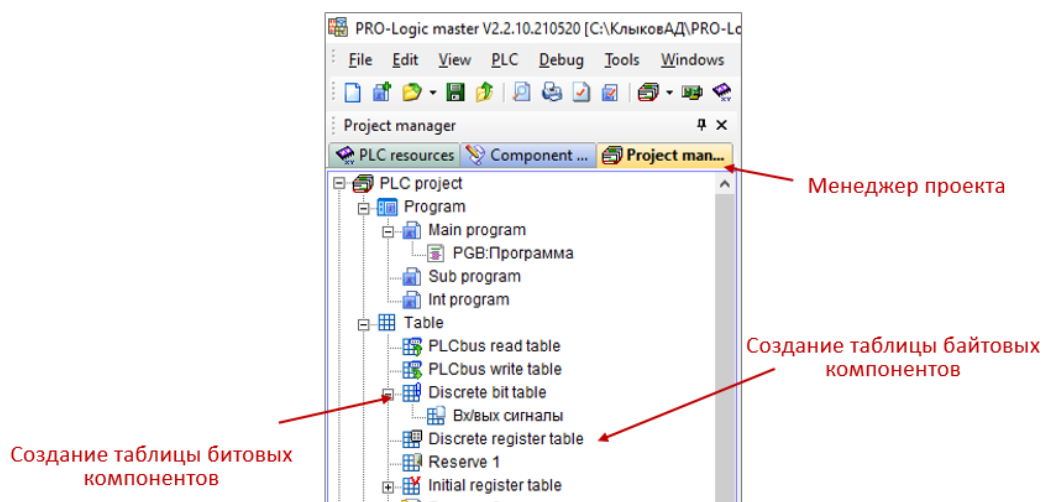 PRO-Logic master V2.2.10.210520 [C:\КлыковАД\PRO-Lo
File Edit View PLC Debug Tools Windows
Project manager
PLC resources Component ... Project man...
PLC project
Менеджер проекта
Program
Main program
PGB:Программа
Sub program
Int program
Table
PLCbus read table
Создание таблицы байтовых
компонентов
PLCbus write table
Discrete bit table
Вх/вых сигналы
Discrete register table
Создание таблицы битовых
компонентов
Reserve 1
Initial register table